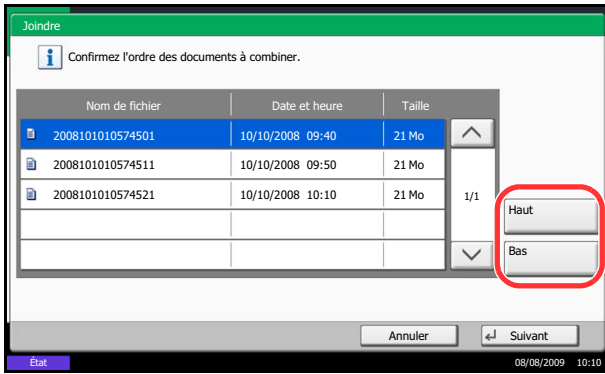 Joindre
Confirmez l'ordre des documents à combiner.
Nom de fichier Date et heure Taille
2008101010574501 10/10/2008 09:40 21 Mo
2008101010574511 10/10/2008 09:50 21 Mo
2008101010574521 10/10/2008 10:10 21 Mo
1/1
Haut
Bas
Annuler Suivant
État 08/08/2009 10:10